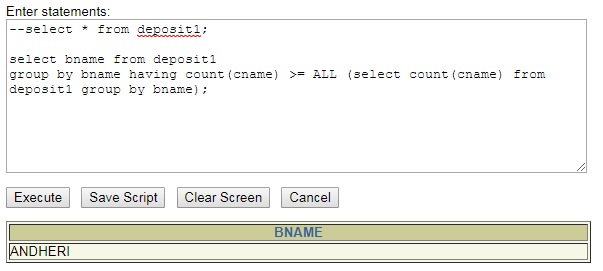 Enter statements:
--select * from deposit1;
select bname from deposit1
group by bname having count(cname) >= ALL (select count(cname) from
deposit1 group by bname);
Execute Save Script Clear Screen Cancel
BNAME
ANDHERI